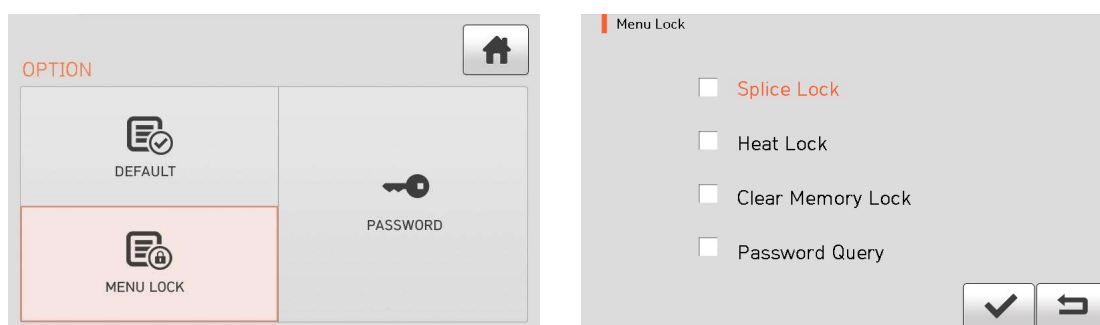 OPTION
DEFAULT
PASSWORD
MENU LOCK
Menu Lock
Splice Lock
Heat Lock
Clear Memory Lock
Password Query